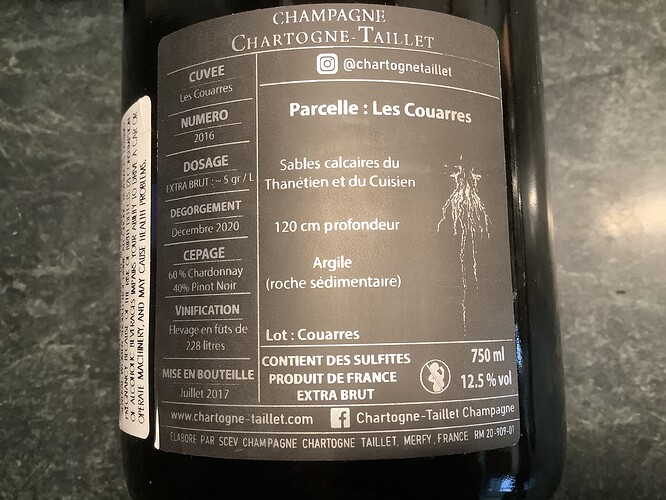 CHAMPAGNE
CHARTOGNE-TAILLET
CUVEE
Les Couarres
NUMERO
2016
DOSAGE
EXTRA BRUT : ~ 5 gr / L
DEGORGEMENT
Décembre 2020
CEPAGE
60 % Chardonnay
40% Pinot Noir
VINIFICATION
Elevage en fûts de
228 litres
MISE EN BOUTEILLE
Juillet 2017
@chartognetaillet
Parcelle : Les Couarres
Sables calcaires du
Thanétien et du Cuisien
120 cm profondeur
Argile
(roche sédimentaire)
Lot : Couarres
CONTIENT DES SULFITES
PRODUIT DE FRANCE
EXTRA BRUT
750 ml
12.5 % vol
www.chartogne-taillet.com
Chartogne-Taillet Champagne
ELABORE PAR SCEV CHAMPAGNE CHARTOGNE TAILLET, MERFY, FRANCE RM 20-909-01
OF ALCOHOLIC BEVERAGES IMPAIRS YOUR ABILITY TO DRIVE A CAR OR
OPERATE MACHINERY, AND MAY CAUSE HEALTH PROBLEMS.